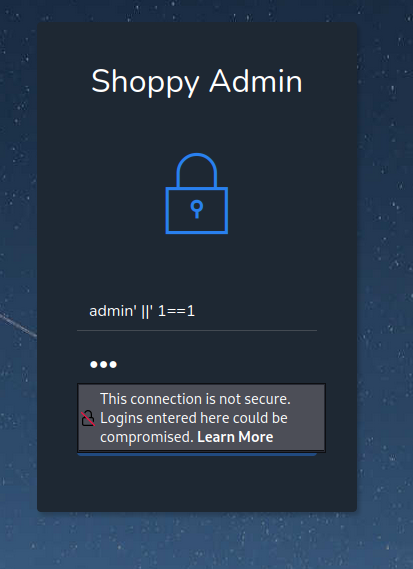 Shoppy Admin
admin' ||' 1==1
●●●
This connection is not secure.
Logins entered here could be
compromised. Learn More